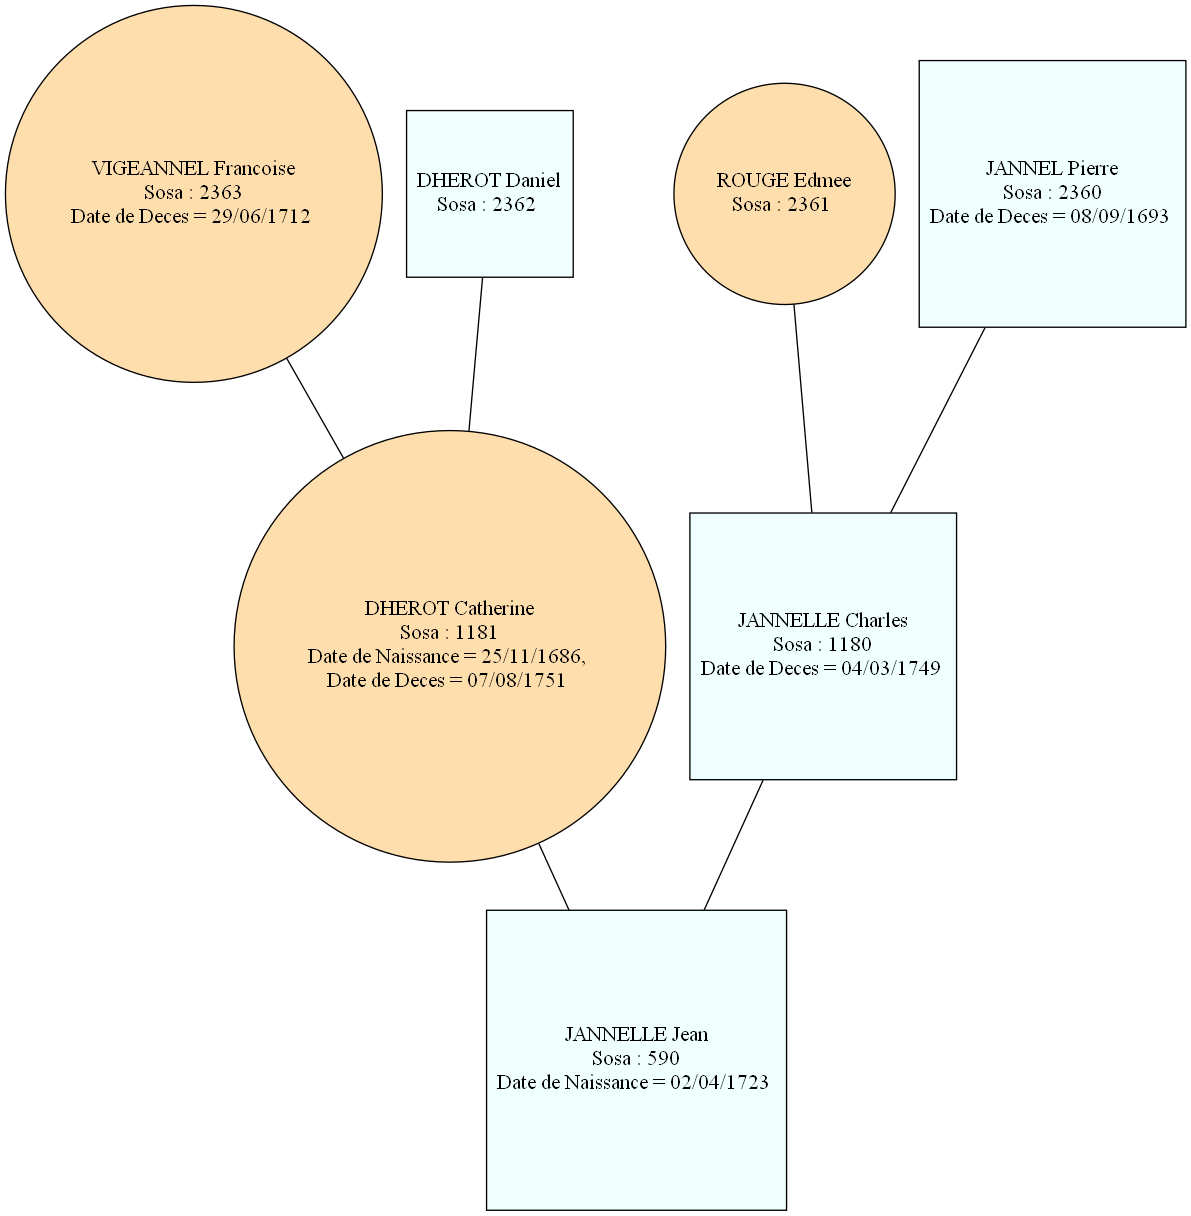 VIGEANNEL Francoise
Sosa : 2363
Date de Deces = 29/06/1712
DHEROT Daniel
Sosa : 2362
ROUGE Edmee
Sosa : 2361
JANNEL Pierre
Sosa : 2360
Date de Deces = 08/09/1693
DHEROT Catherine
Sosa : 1181
Date de Naissance = 25/11/1686,
Date de Deces = 07/08/1751
JANNELLE Charles
Sosa : 1180
Date de Deces = 04/03/1749
JANNELLE Jean
Sosa : 590
Date de Naissance = 02/04/1723